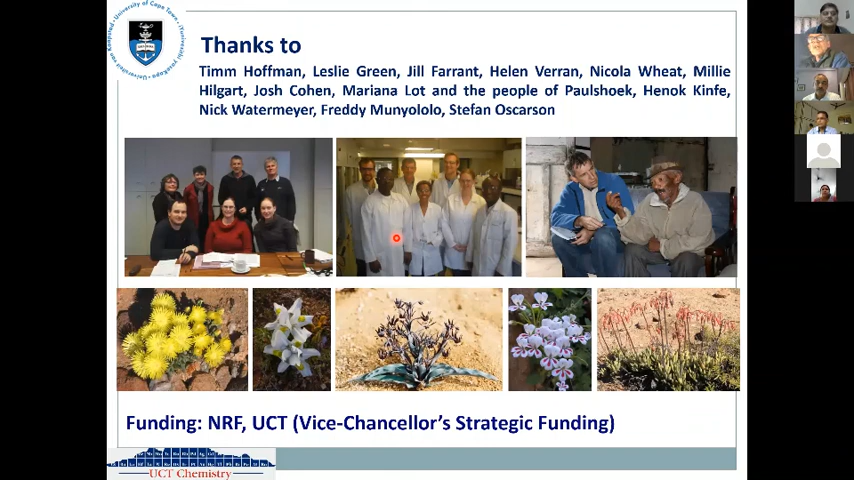 Thanks to
Timm Hoffman, Leslie Green, Jill Farrant, Helen Verran, Nicola Wheat, Millie
Hilgart, Josh Cohen, Mariana Lot and the people of Paulshoek, Henok Kinfe,
Nick Watermeyer, Freddy Munyololo, Stefan Oscarson
Funding: NRF, UCT (Vice-Chancellor's Strategic Funding)
UCT Chemistry